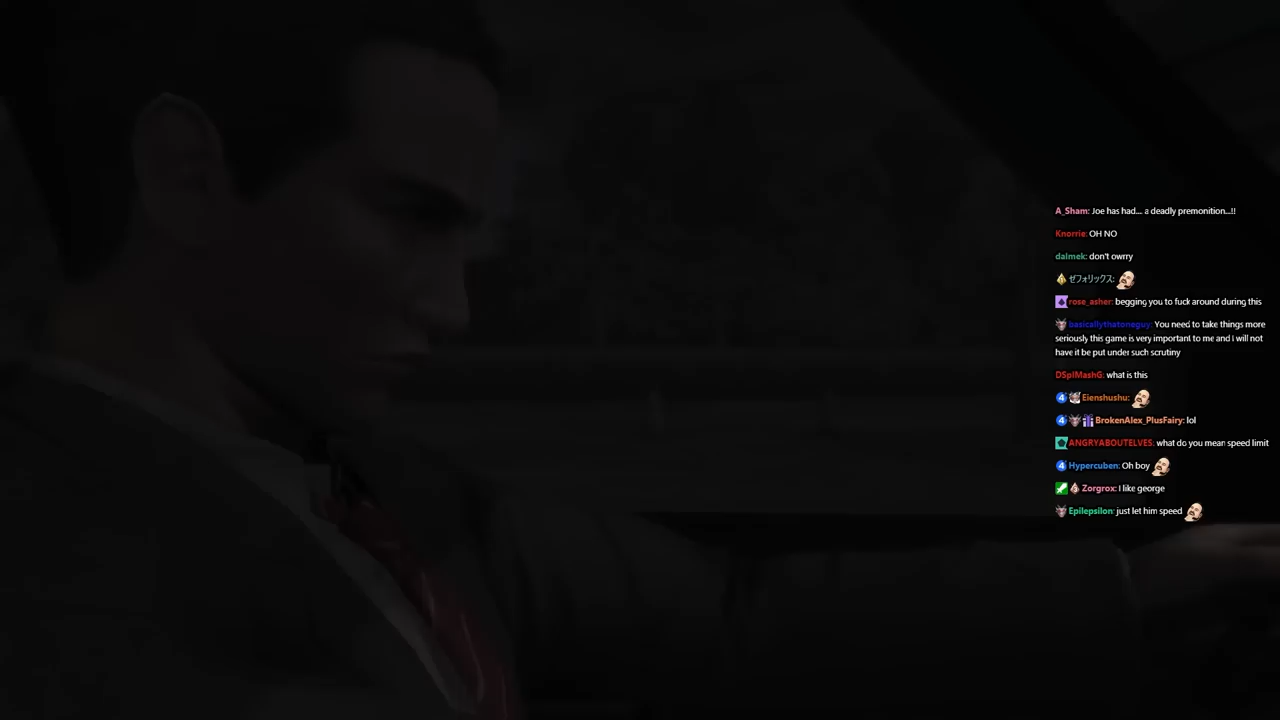 A_Sham: Joe has had... a deadly premonition...!!
Knorrie: OH NO
dalmek: don't owrry
ゼフォリックス:
rose_asher: begging you to fuck around during this
basicallythatoneguy: You need to take things more
seriously this game is very important to me and i will not
have it be put under such scrutiny
DSplMashG: what is this
4 Eienshushu:
4 BrokenAlex_PlusFairy: lol
ANGRYABOUTELVES: what do you mean speed limit
4 Hypercuben: Oh boy
Zorgrox: I like george
Epilepsilon: just let him speed